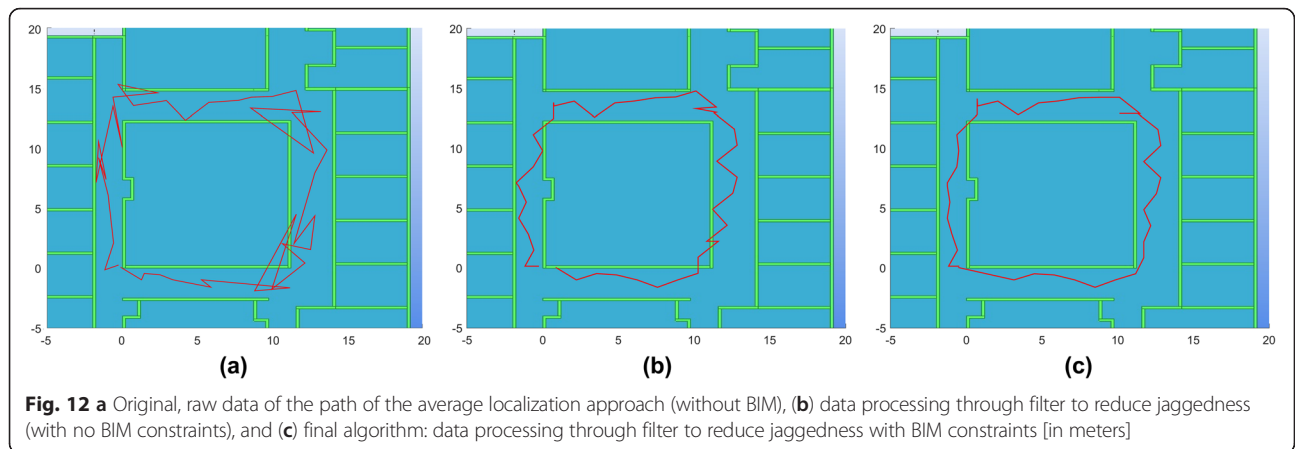 20
15
10
5
0
-5
-5 0 5 10 15 20
(a)
20
15
10
5
0
-5
-5 0 5 10 15 20
(b)
20
15
10
5
0
-5
-5 0 5 10 15 20
(c)
Fig. 12 a Original, raw data of the path of the average localization approach (without BIM), (b) data processing through filter to reduce jaggedness
(with no BIM constraints), and (c) final algorithm: data processing through filter to reduce jaggedness with BIM constraints [in meters]